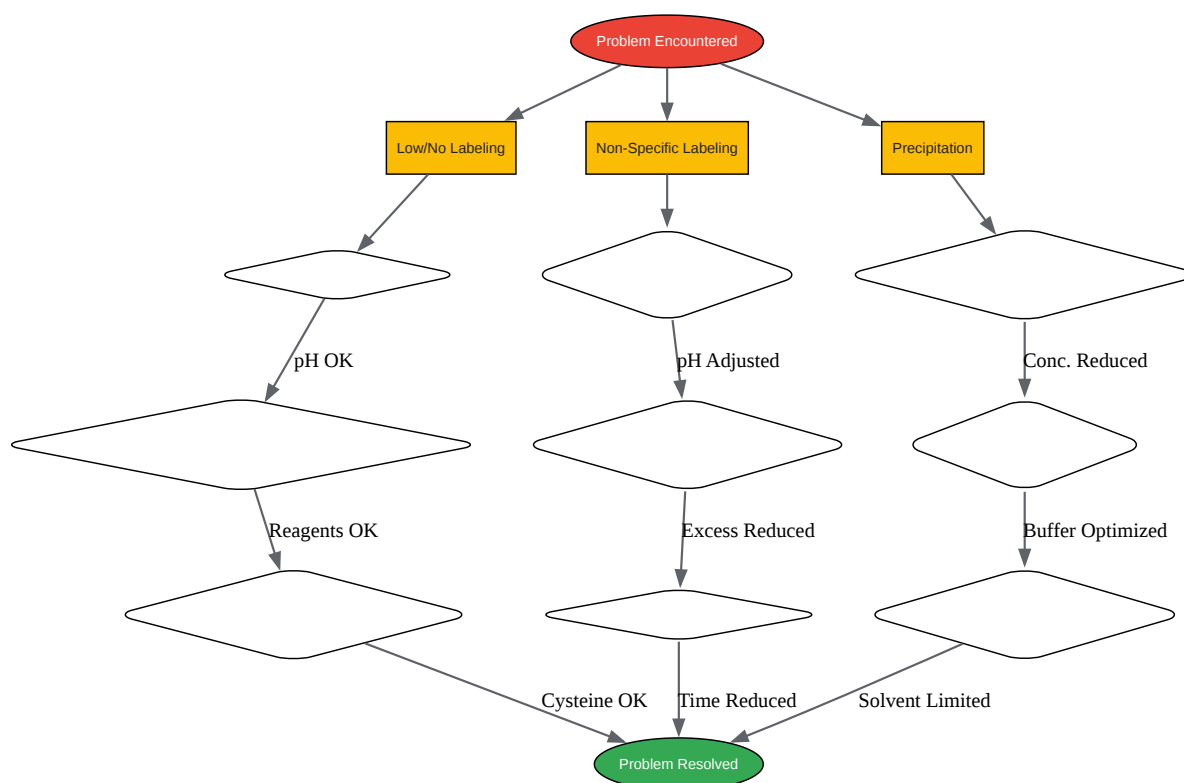 Problem Encountered
Low/No Labeling
Non-Specific Labeling
Precipitation
pH OK
pH Adjusted
Conc. Reduced
Reagents OK
Excess Reduced
Buffer Optimized
Cysteine OK
Time Reduced
Solvent Limited
Problem Resolved